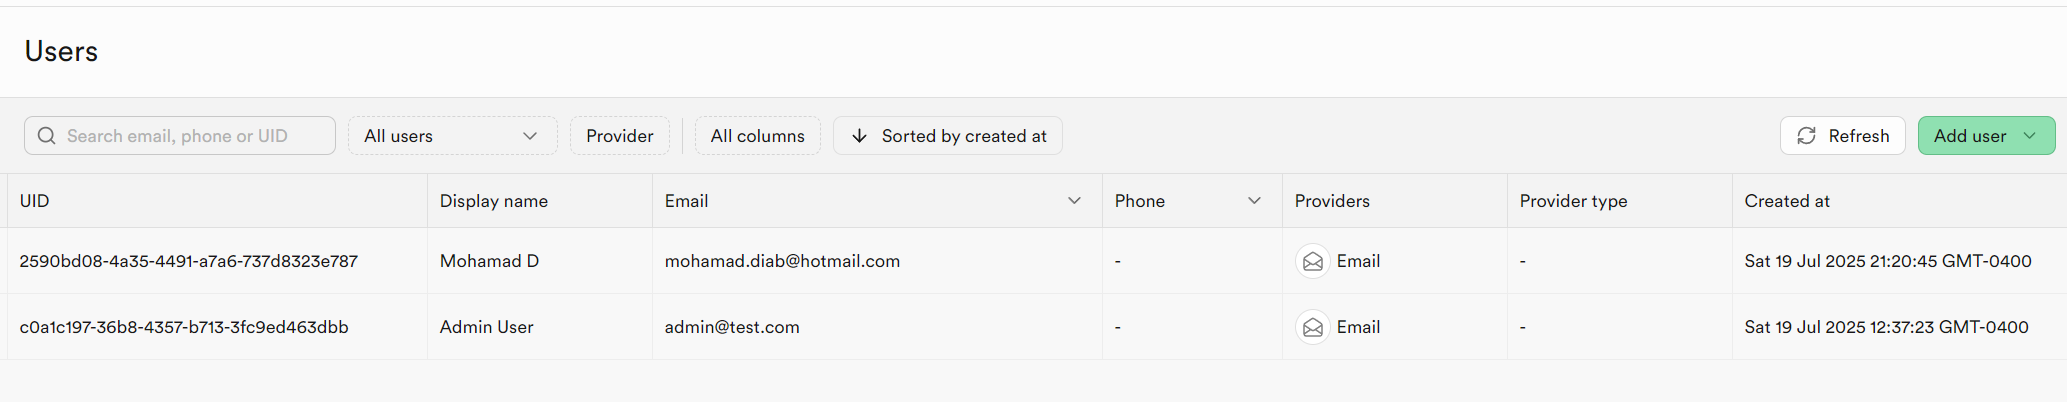 Users
Search email, phone or UID All users Provider All columns Sorted by created at Refresh Add user
UID Display name Email Phone Providers Provider type Created at
2590bd08-4a35-4491-a7a6-737d8323e787 Mohamad D mohamad.diab@hotmail.com - Email - Sat 19 Jul 2025 21:20:45 GMT-0400
c0a1c197-36b8-4357-b713-3fc9ed463dbb Admin User admin@test.com - Email - Sat 19 Jul 2025 12:37:23 GMT-0400